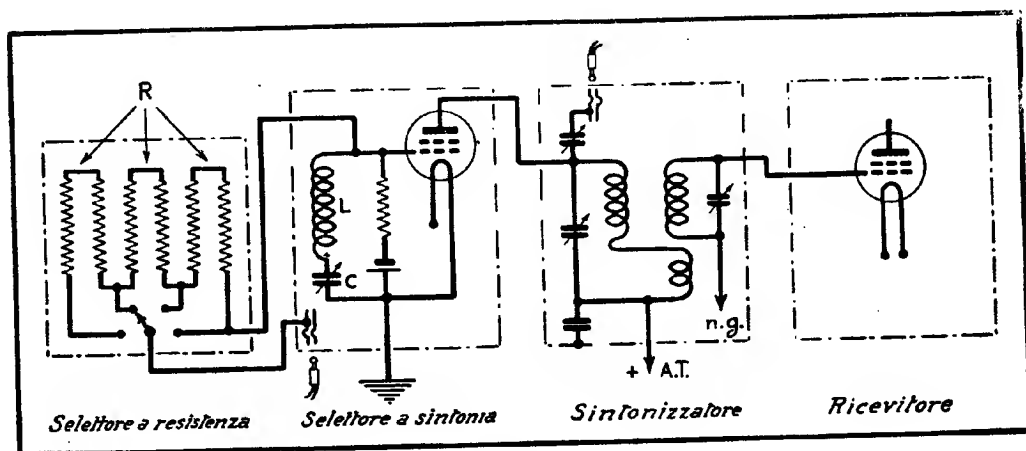 R
L
C
n.g.
+ A.T.
Selettore a resistenza
Selettore a sintonia
Sintonizzatore
Ricevitore